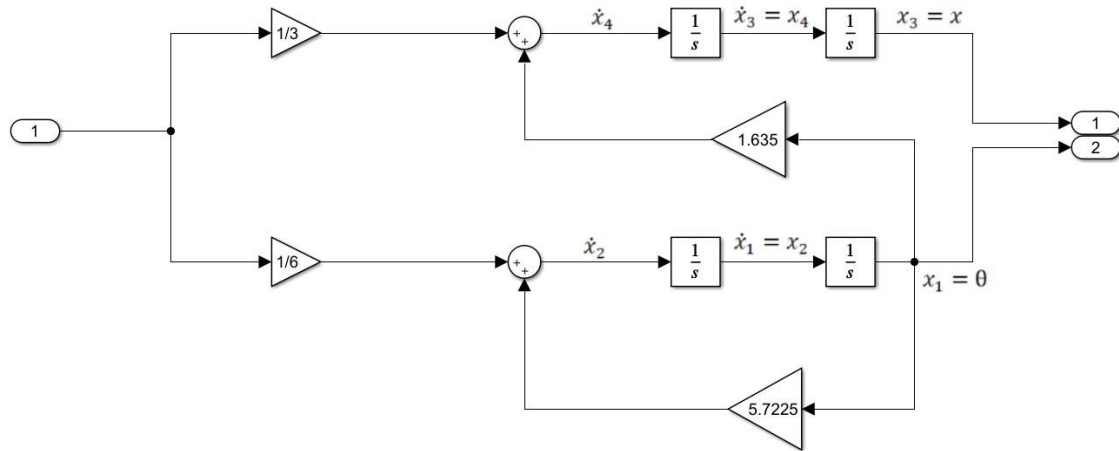 1/3
+
+
ẋ₄
1/s
ẋ₃ = x₄
1/s
x₃ = x
1
1
2
1.635
1/6
+
+
ẋ₂
1/s
ẋ₁ = x₂
1/s
x₁ = θ
5.7225